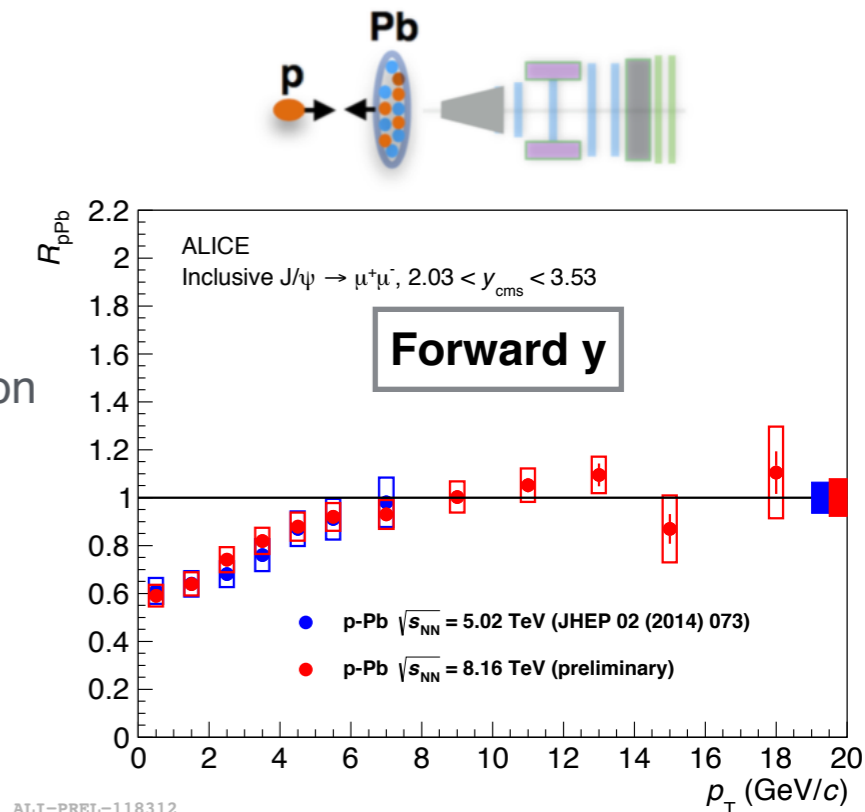 p
Pb
R_pPb
ALICE
Inclusive J/ψ → μ⁺μ⁻, 2.03 < y_cms < 3.53
Forward y
on
2.2
2
1.8
1.6
1.4
1.2
1
0.8
0.6
0.4
0.2
0
p-Pb √s_NN = 5.02 TeV (JHEP 02 (2014) 073)
p-Pb √s_NN = 8.16 TeV (preliminary)
0 2 4 6 8 10 12 14 16 18 20
p_T (GeV/c)
ALI-PREL-118312